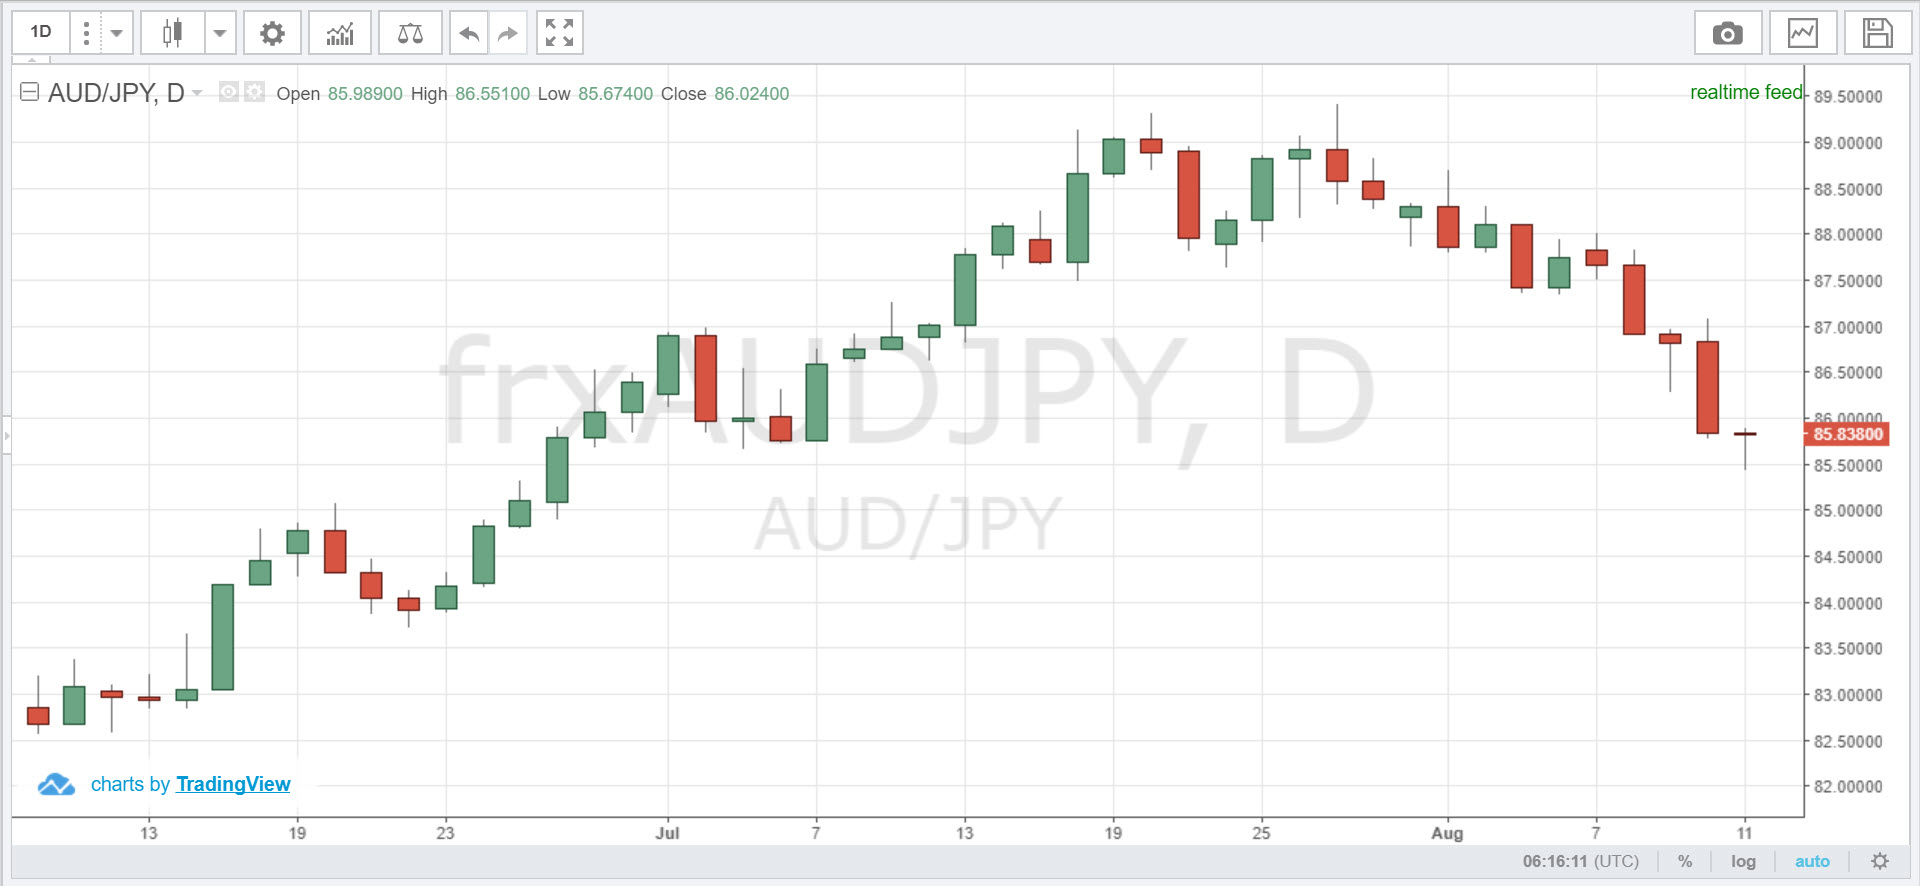 1D
AUD/JPY, D Open 85.98900 High 86.55100 Low 85.67400 Close 86.02400
realtime feed
89.50000
89.00000
88.50000
88.00000
87.50000
87.00000
86.50000
86.00000
85.83800
85.50000
85.00000
84.50000
84.00000
83.50000
83.00000
82.50000
82.00000
frxAUDJPY, D
AUD/JPY
charts by TradingView
13 19 23 Jul 7 13 19 25 Aug 7 11
06:16:11 (UTC) % log auto